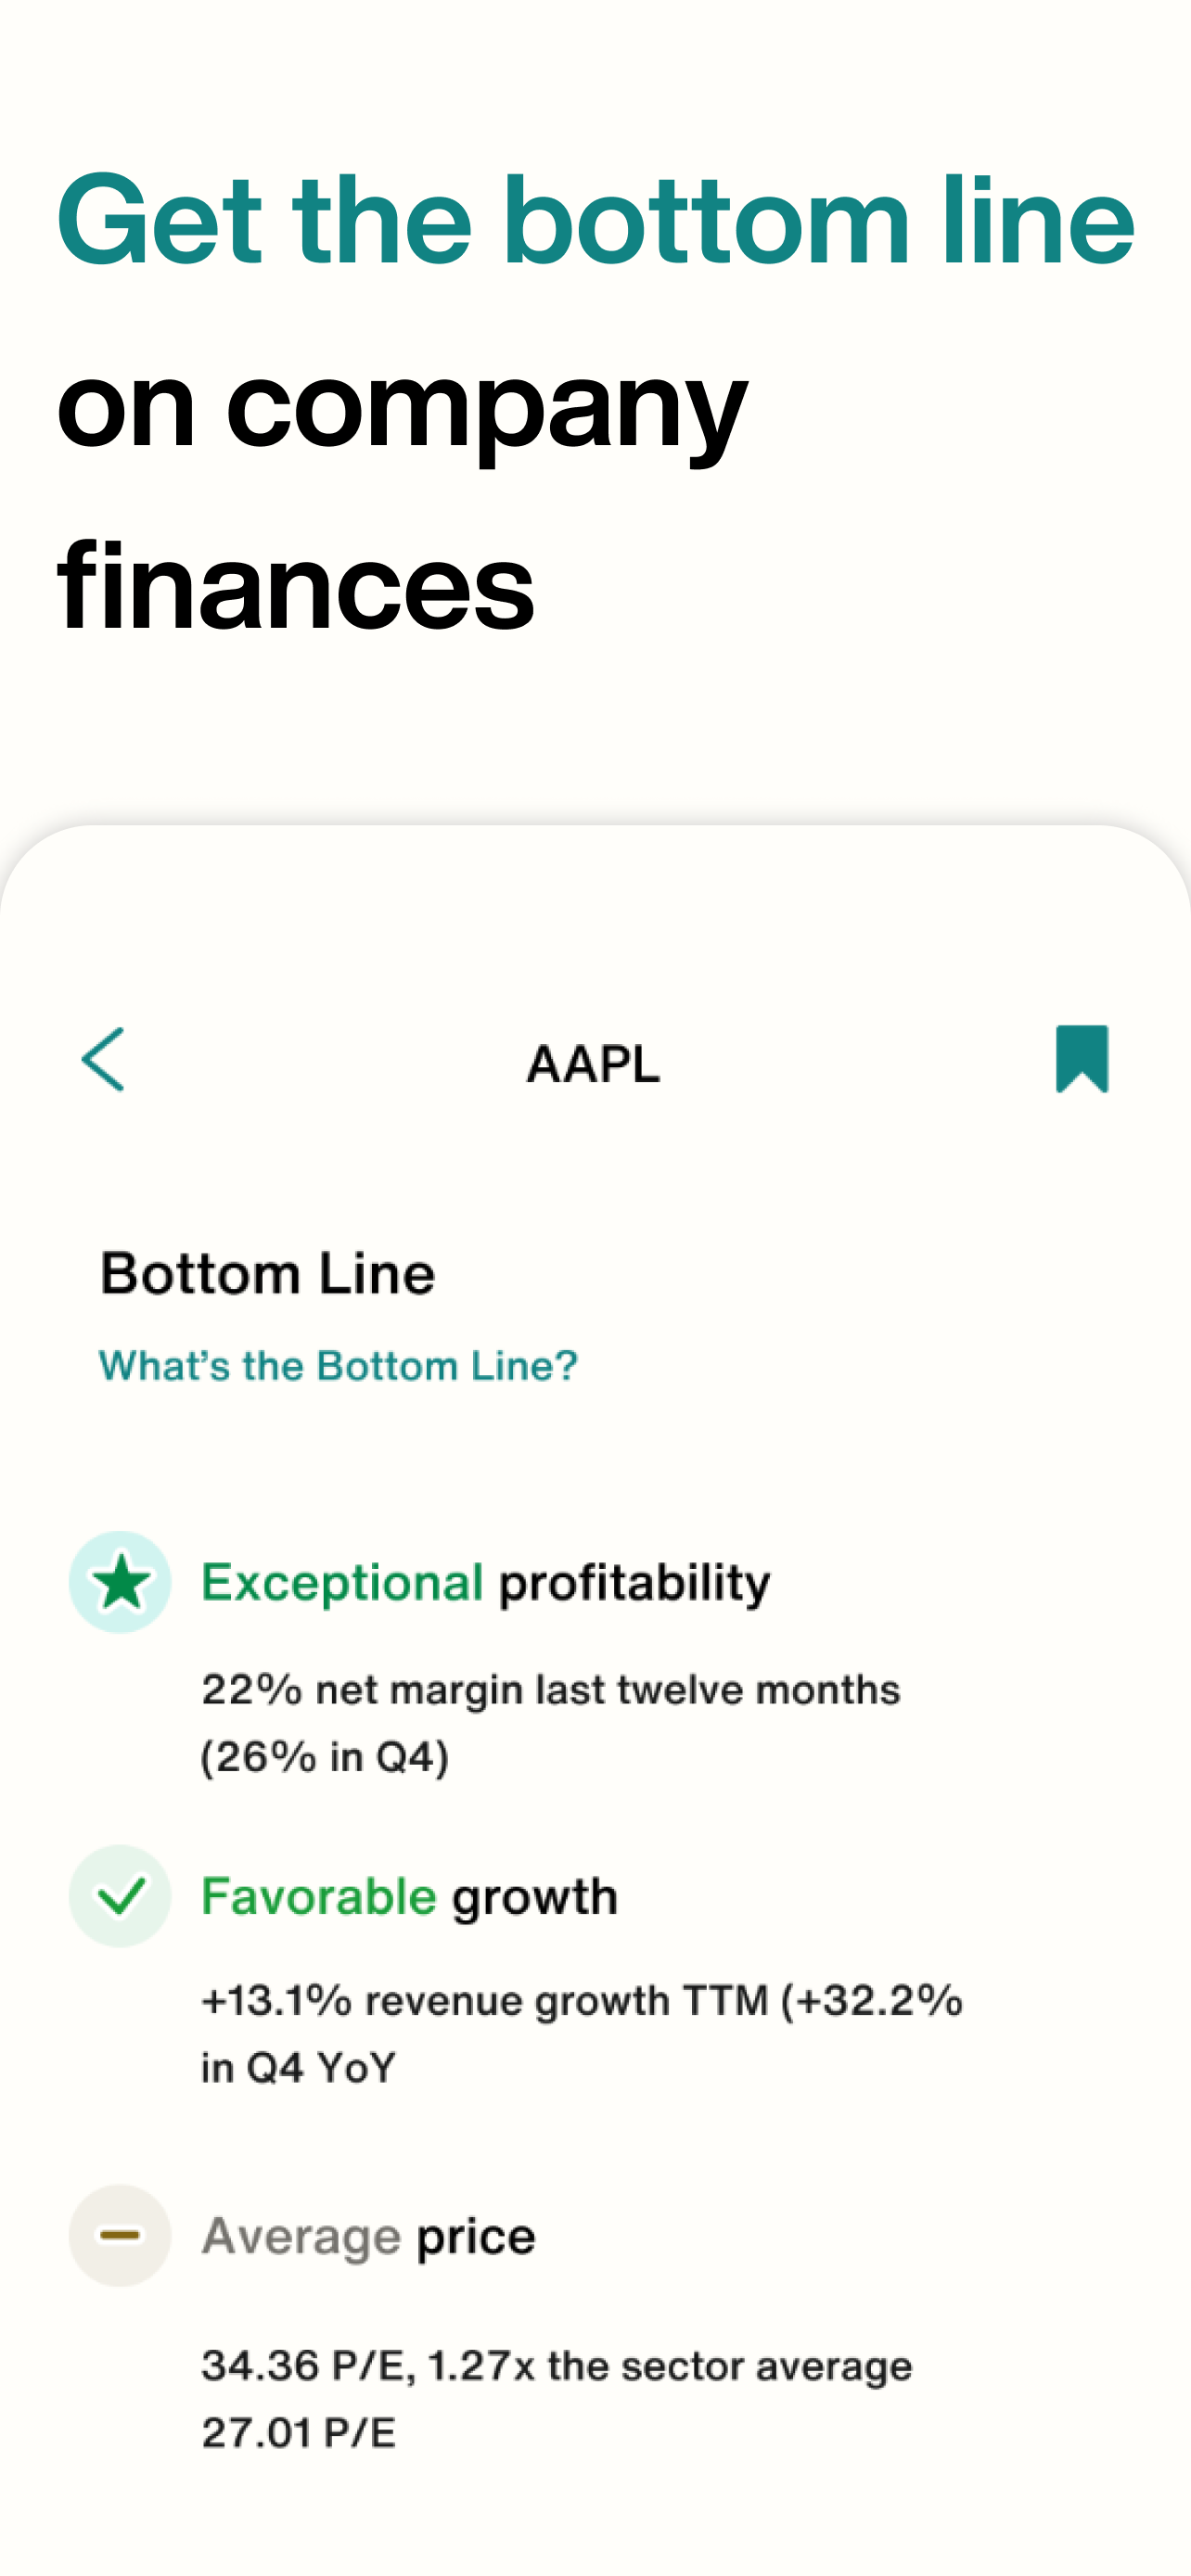 Get the bottom line
on company
finances
AAPL
Bottom Line
What's the Bottom Line?
Exceptional profitability
22% net margin last twelve months
(26% in Q4)
Favorable growth
+13.1% revenue growth TTM (+32.2%
in Q4 YoY
Average price
34.36 P/E, 1.27x the sector average
27.01 P/E